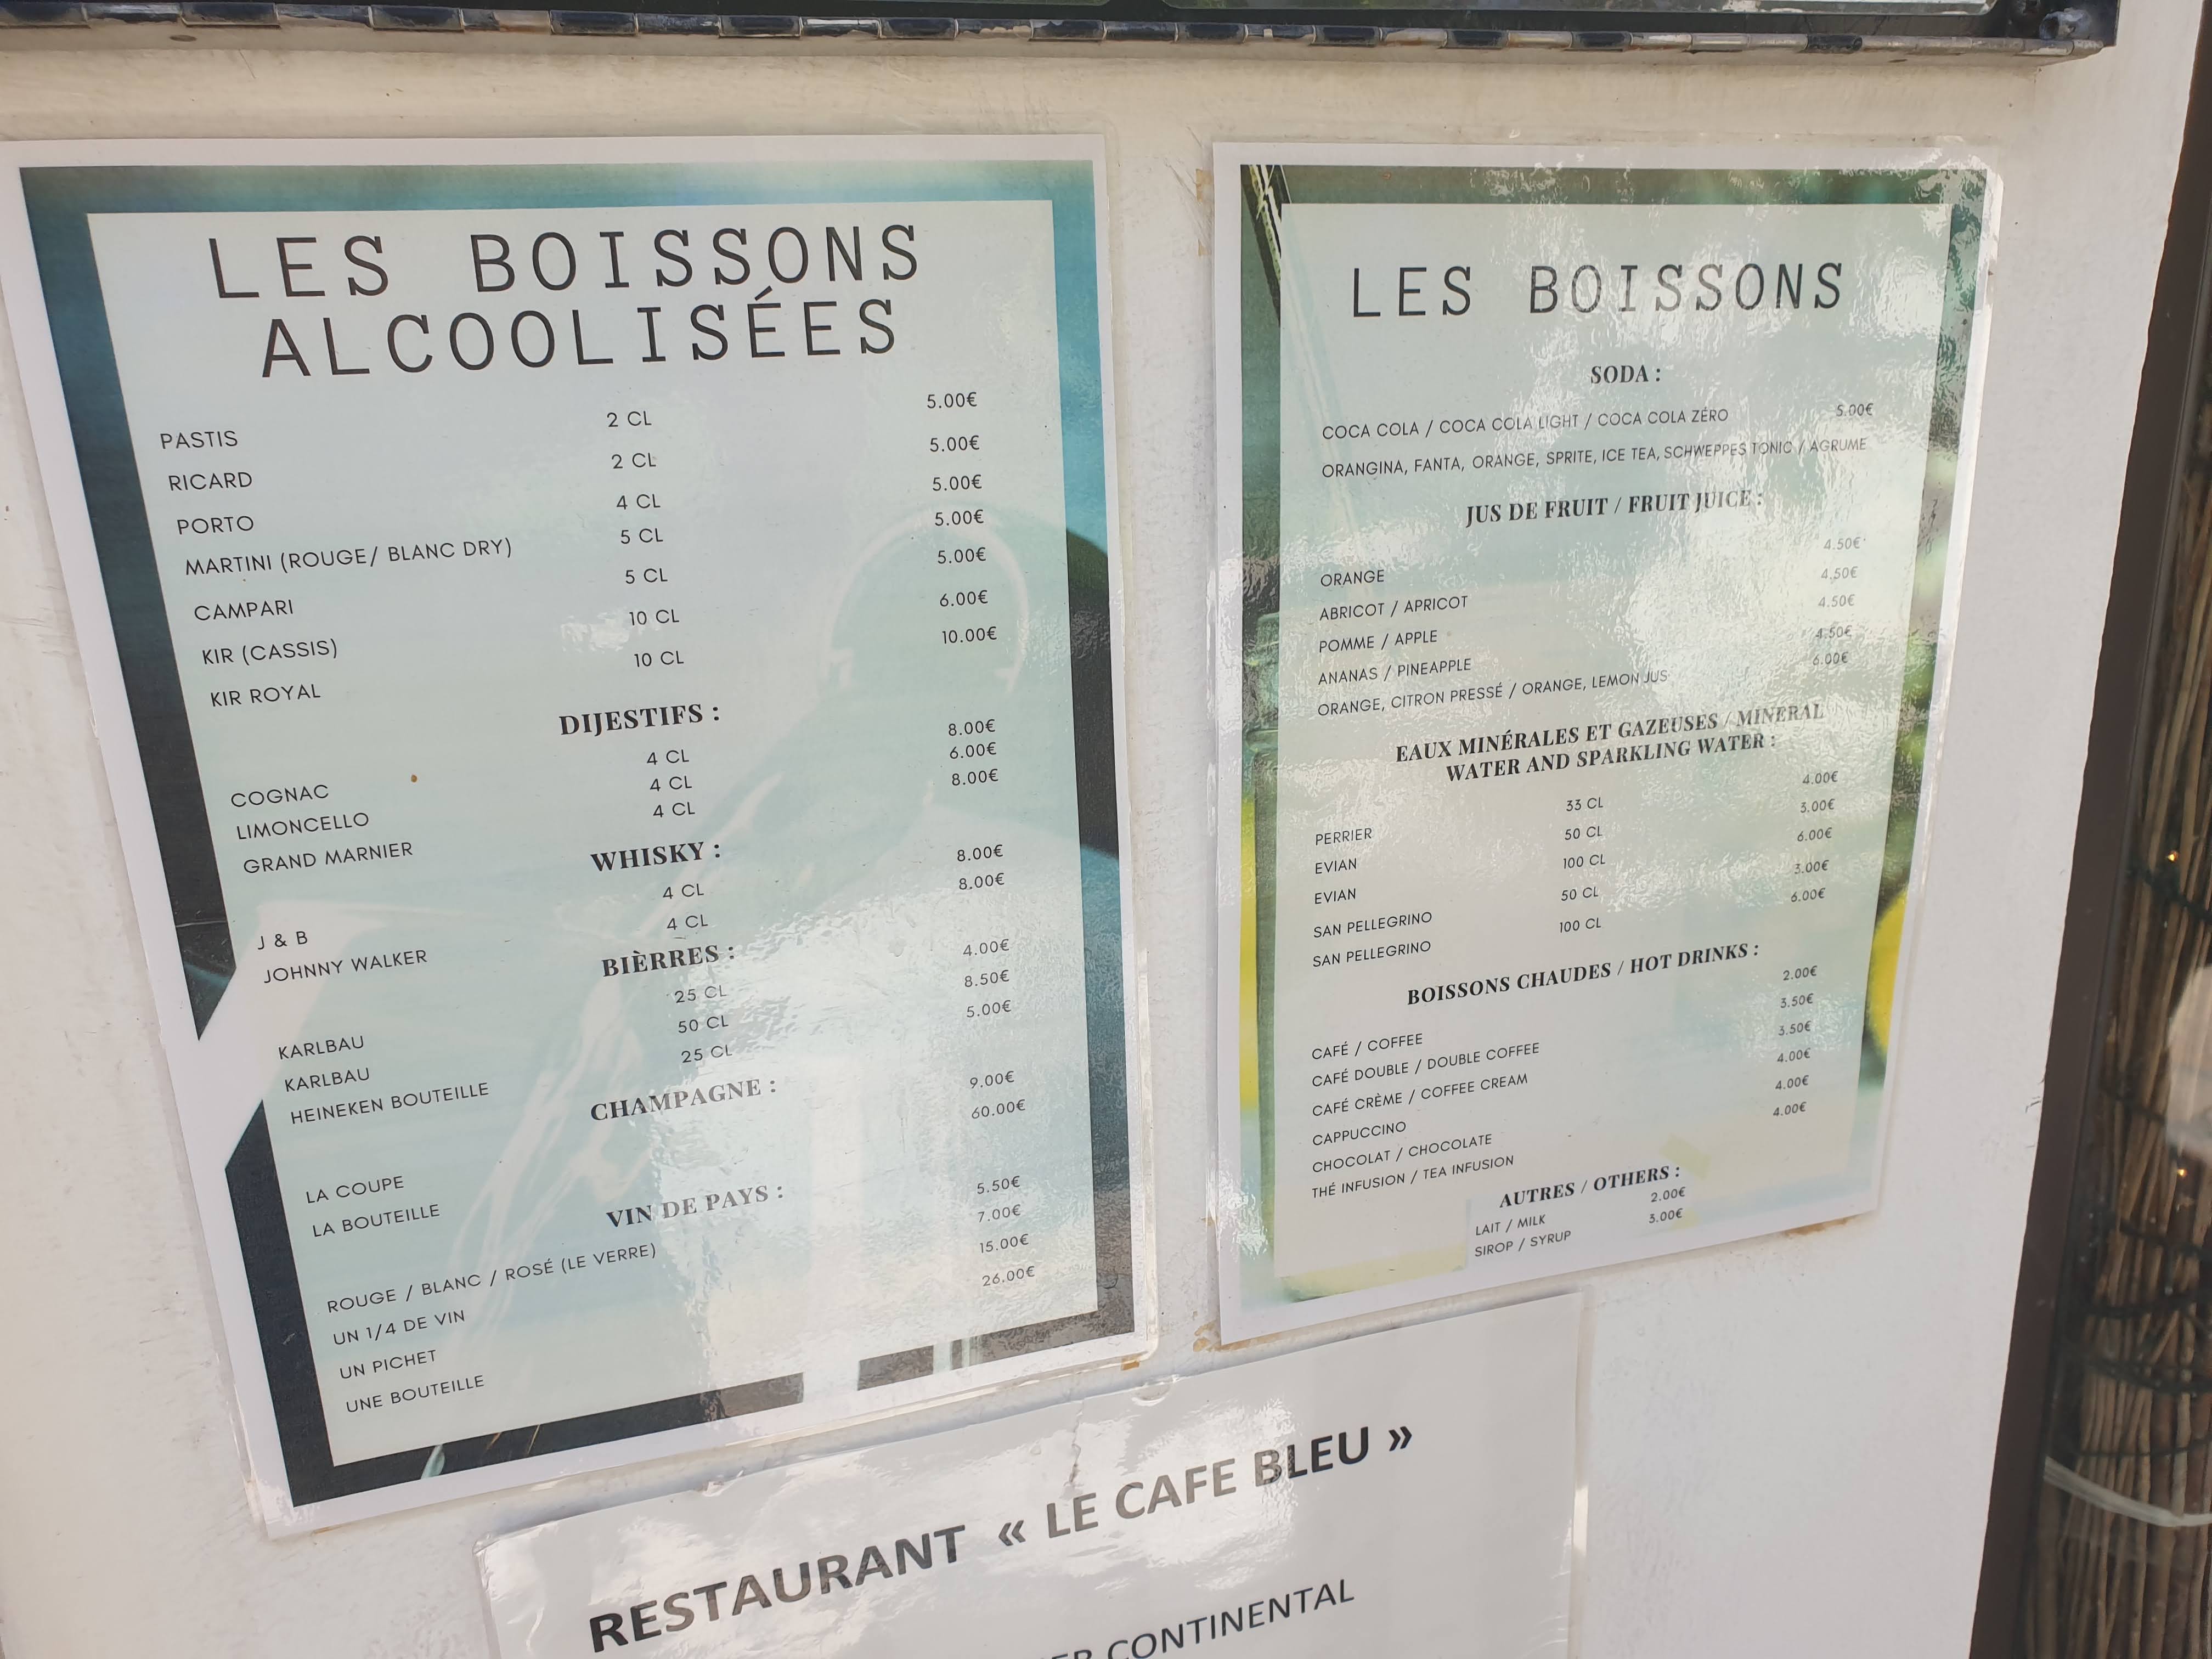 LES BOISSONS
ALCOOLISÉES
PASTIS 2 CL 5.00€
RICARD 2 CL 5.00€
PORTO 4 CL 5.00€
MARTINI (ROUGE/ BLANC DRY) 5 CL 5.00€
CAMPARI 5 CL 5.00€
KIR (CASSIS) 10 CL 6.00€
KIR ROYAL 10 CL 10.00€
DIJESTIFS :
COGNAC 4 CL 8.00€
LIMONCELLO 4 CL 6.00€
GRAND MARNIER 4 CL 8.00€
WHISKY :
J & B 4 CL 8.00€
JOHNNY WALKER 4 CL 8.00€
BIÈRRES :
KARLBAU 25 CL 4.00€
KARLBAU 50 CL 8.50€
HEINEKEN BOUTEILLE 25 CL 5.00€
CHAMPAGNE :
LA COUPE 9.00€
LA BOUTEILLE 60.00€
VIN DE PAYS :
ROUGE / BLANC / ROSÉ (LE VERRE) 5.50€
UN 1/4 DE VIN 7.00€
UN PICHET 15.00€
UNE BOUTEILLE 26.00€
LES BOISSONS
SODA :
COCA COLA / COCA COLA LIGHT / COCA COLA ZÉRO 5.00€
ORANGINA, FANTA, ORANGE, SPRITE, ICE TEA, SCHWEPPES TONIC / AGRUME
JUS DE FRUIT / FRUIT JUICE :
ORANGE 4.50€
ABRICOT / APRICOT 4.50€
POMME / APPLE 4.50€
ANANAS / PINEAPPLE 4.50€
ORANGE, CITRON PRESSÉ / ORANGE, LEMON JUS 6.00€
EAUX MINÉRALES ET GAZEUSES / MINERAL
WATER AND SPARKLING WATER :
PERRIER 33 CL 4.00€
EVIAN 50 CL 3.00€
EVIAN 100 CL 6.00€
SAN PELLEGRINO 50 CL 3.00€
SAN PELLEGRINO 100 CL 6.00€
BOISSONS CHAUDES / HOT DRINKS :
CAFÉ / COFFEE 2.00€
CAFÉ DOUBLE / DOUBLE COFFEE 3.50€
CAFÉ CRÈME / COFFEE CREAM 3.50€
CAPPUCCINO 4.00€
CHOCOLAT / CHOCOLATE 4.00€
THÉ INFUSION / TEA INFUSION 4.00€
AUTRES / OTHERS :
LAIT / MILK 2.00€
SIROP / SYRUP 3.00€
RESTAURANT « LE CAFE BLEU »
CONTINENTAL